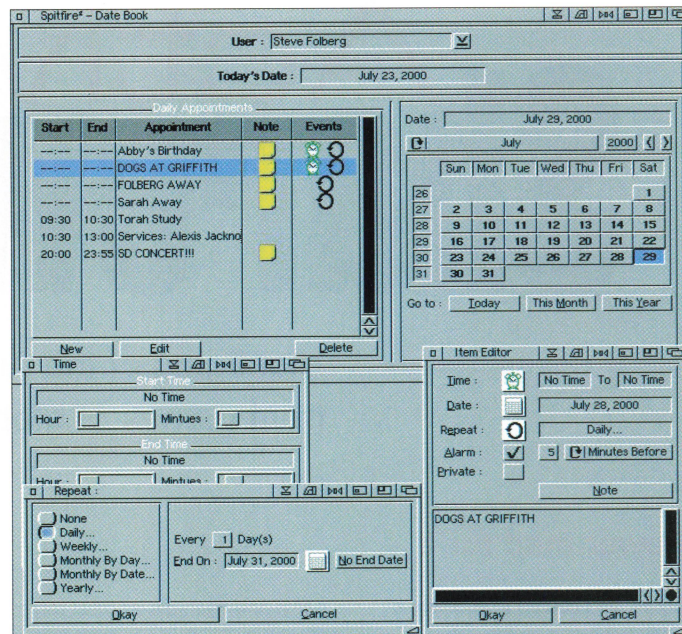 Spitfire² - Date Book
User : Steve Folberg
Today's Date : July 23, 2000
Daily Appointments
Start End Appointment Note Events
--:-- --:-- Abby's Birthday
--:-- --:-- DOGS AT GRIFFITH
--:-- --:-- FOLBERG AWAY
--:-- --:-- Sarah Away
09:30 10:30 Torah Study
10:30 13:00 Services: Alexis Jackno
20:00 23:55 SD CONCERT!!!
New Edit Delete
Date : July 29, 2000
July 2000
Sun Mon Tue Wed Thu Fri Sat
26 1
27 2 3 4 5 6 7 8
28 9 10 11 12 13 14 15
29 16 17 18 19 20 21 22
30 23 24 25 26 27 28 29
31 30 31
Go to : Today This Month This Year
Time
Start Time
No Time
Hour : Mintues :
End Time
No Time
Hour : Mintues :
Repeat :
None
Daily...
Weekly...
Monthly By Day...
Monthly By Date...
Yearly...
Every 1 Day(s)
End On : July 31, 2000 No End Date
Okay Cancel
Item Editor
Time : No Time To No Time
Date : July 28, 2000
Repeat : Daily...
Alarm : 5 Minutes Before
Private :
Note
DOGS AT GRIFFITH
Okay Cancel